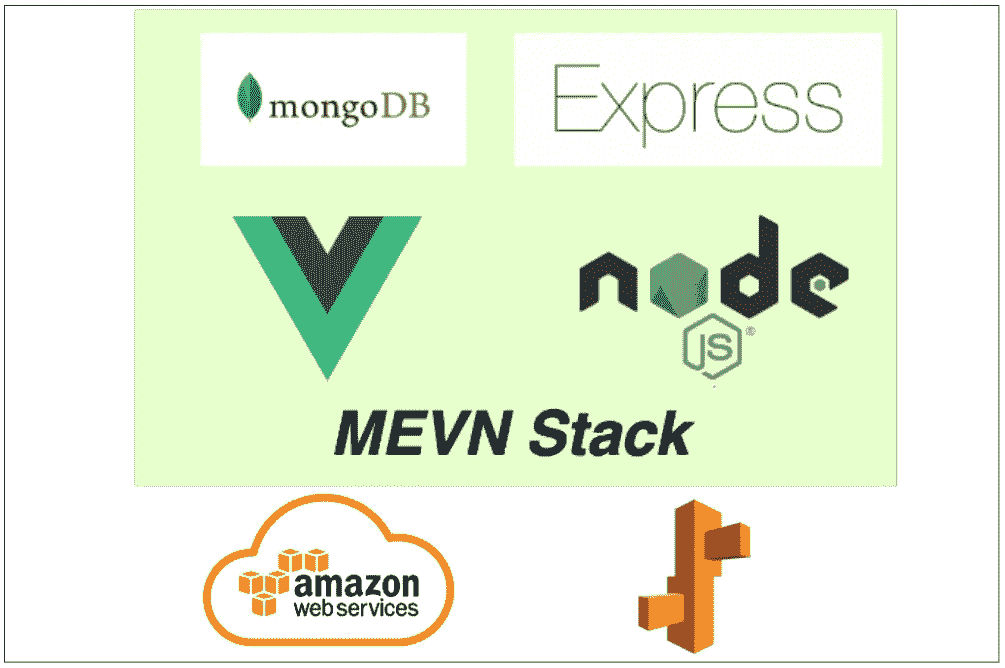 mongoDB
Express
node
JS®
MEVN Stack
amazon
web services